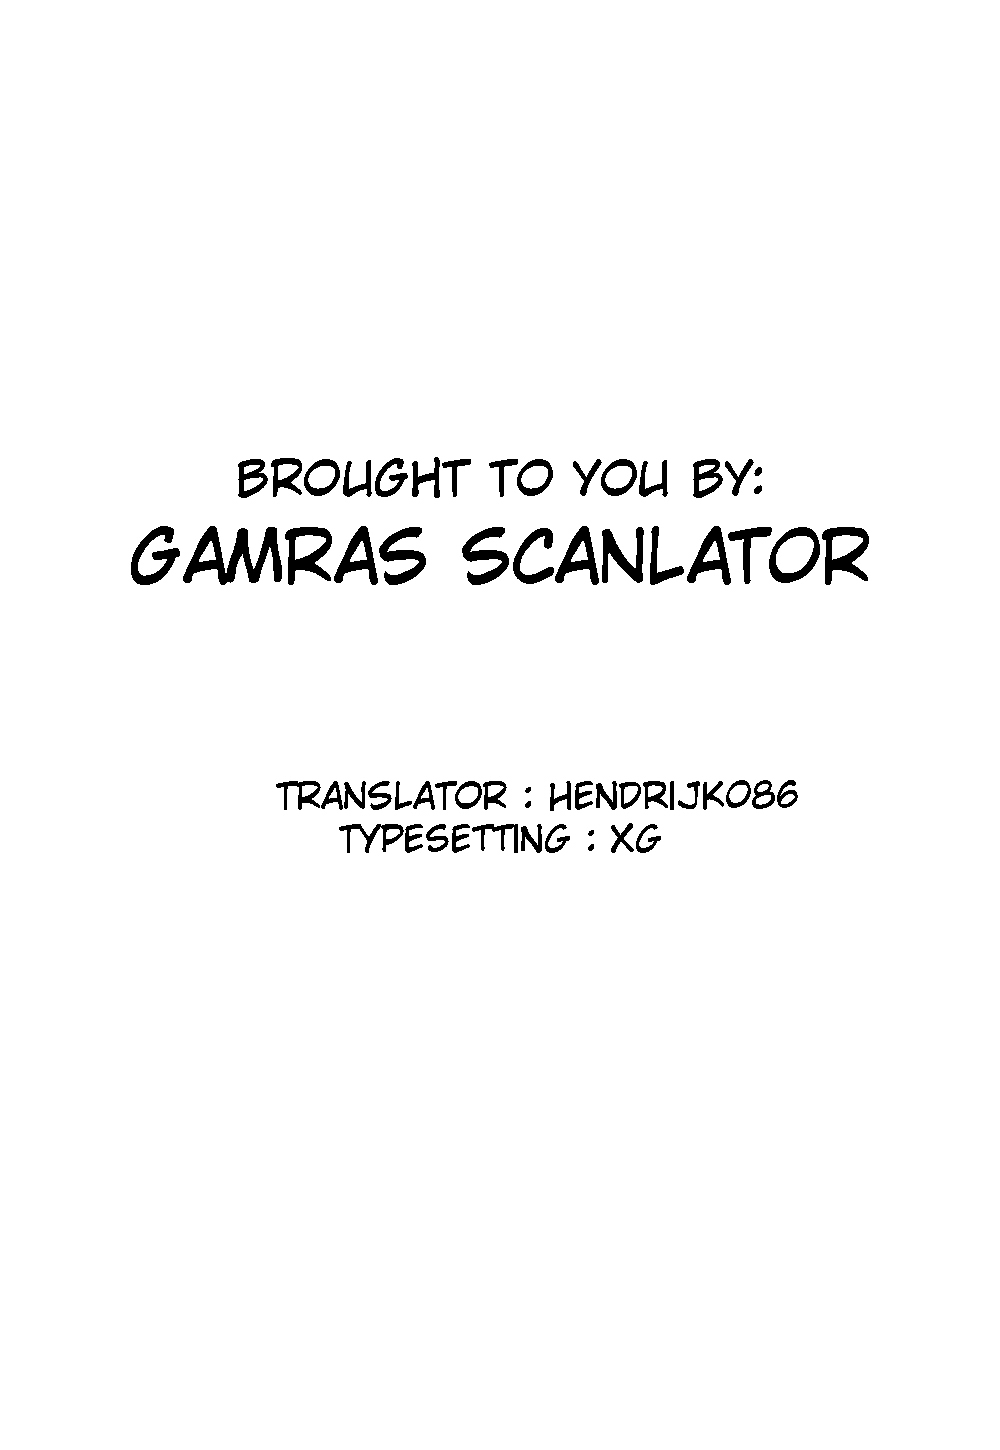 BROUGHT TO YOU BY:
GAMRAS SCANLATOR
TRANSLATOR : HENDRIJK086
TYPESETTING : XG